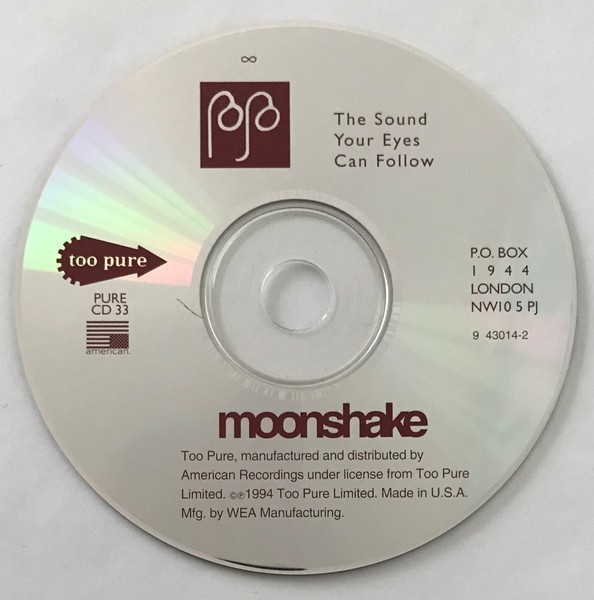 ∞
The Sound
Your Eyes
Can Follow
too pure
PURE
CD 33
american.
P.O. BOX
1 9 4 4
LONDON
NW10 5 PJ
9 43014-2
moonshake
Too Pure, manufactured and distributed by
American Recordings under license from Too Pure
Limited. ©℗1994 Too Pure Limited. Made in U.S.A.
Mfg. by WEA Manufacturing.